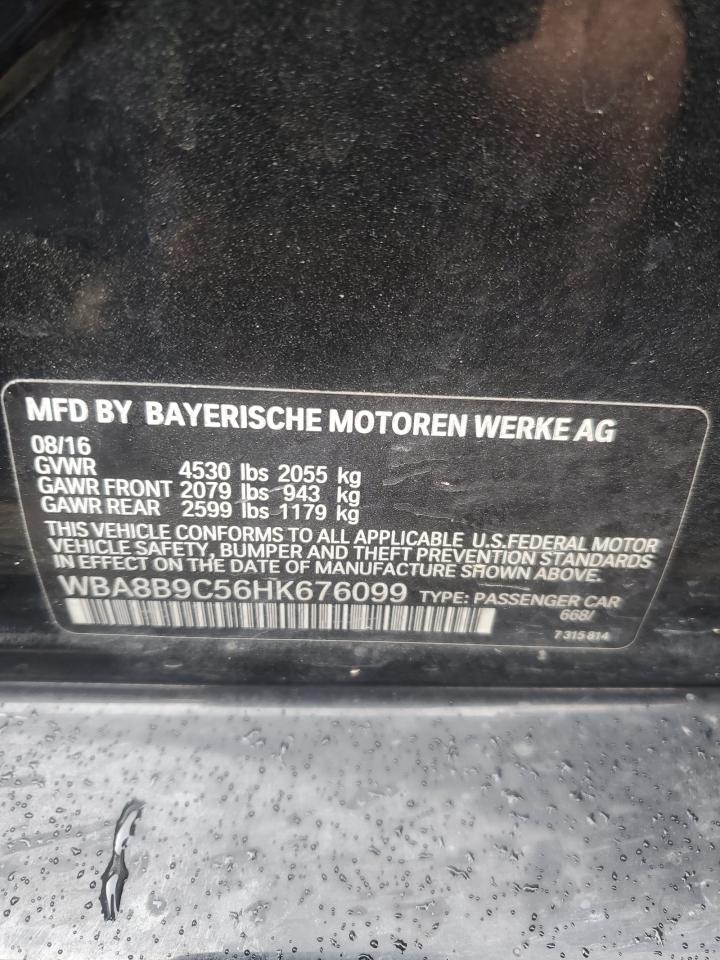 MFD BY BAYERISCHE MOTOREN WERKE AG
08/16
GVWR 4530 lbs 2055 kg
GAWR FRONT 2079 lbs 943 kg
GAWR REAR 2599 lbs 1179 kg
THIS VEHICLE CONFORMS TO ALL APPLICABLE U.S.FEDERAL MOTOR
VEHICLE SAFETY, BUMPER AND THEFT PREVENTION STANDARDS
IN EFFECT ON THE DATE OF MANUFACTURE SHOWN ABOVE.
WBA8B9C56HK676099 TYPE: PASSENGER CAR
668/
7 315 814